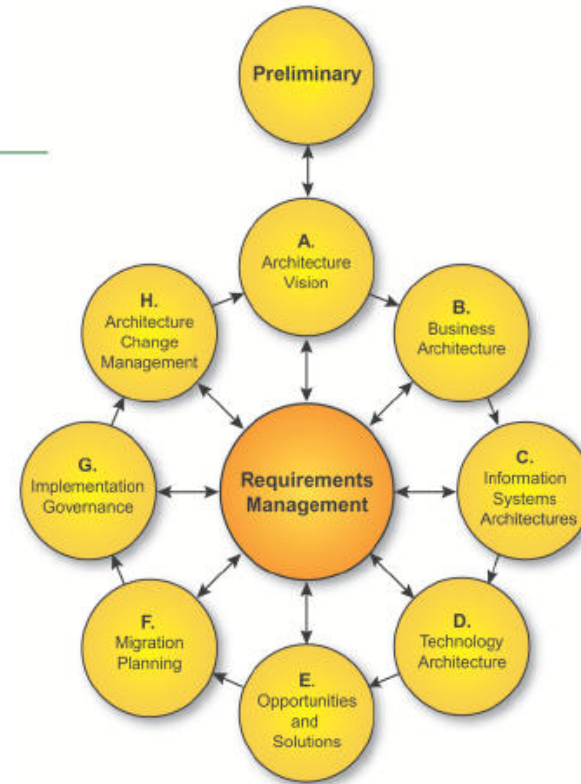 Preliminary
A.
Architecture
Vision
B.
Business
Architecture
C.
Information
Systems
Architectures
D.
Technology
Architecture
E.
Opportunities
and
Solutions
F.
Migration
Planning
G.
Implementation
Governance
H.
Architecture
Change
Management
Requirements
Management